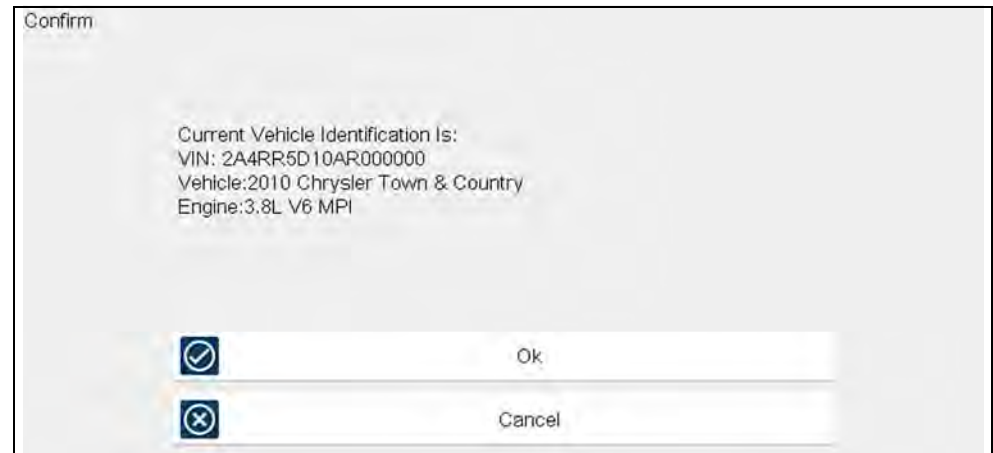 Confirm
Current Vehicle Identification Is:
VIN: 2A4RR5D10AR000000
Vehicle:2010 Chrysler Town & Country
Engine:3.8L V6 MPI
Ok
Cancel